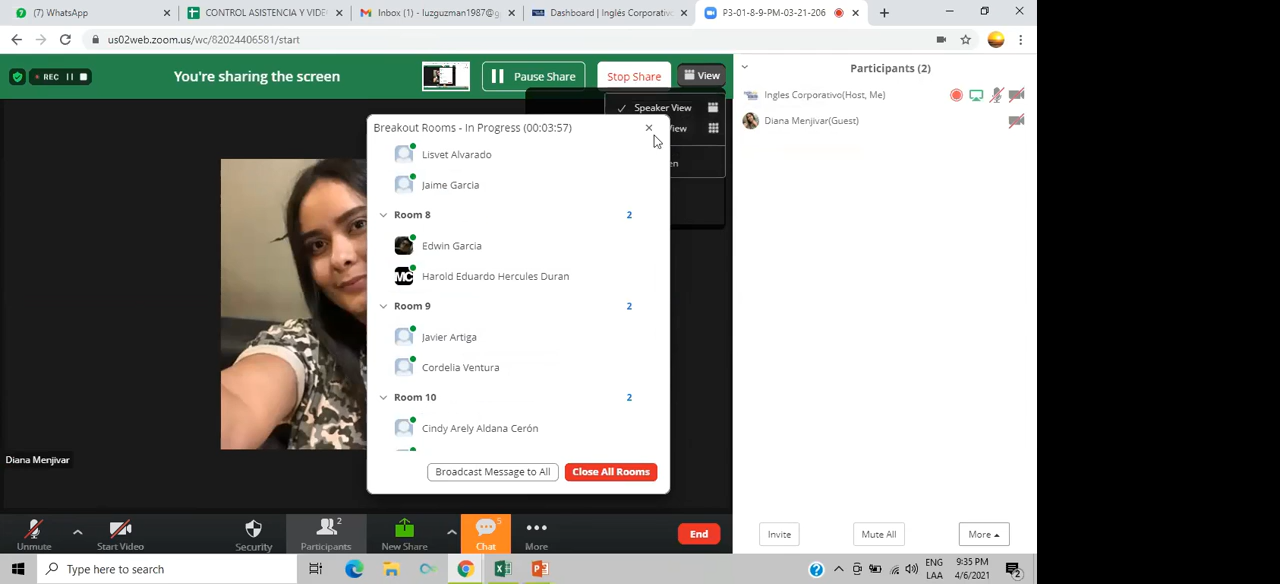 (7) WhatsApp
CONTROL ASISTENCIA Y VIDE
Inbox (1) - luzguzman1987@g
Dashboard | Inglés Corporativo
P3-01-8-9-PM-03-21-206
us02web.zoom.us/wc/82024406581/start
REC
You're sharing the screen
Pause Share
Stop Share
View
Participants (2)
Speaker View
Ingles Corporativo(Host, Me)
Breakout Rooms - In Progress (00:03:57)
Diana Menjivar(Guest)
Lisvet Alvarado
Jaime Garcia
Room 8 2
Edwin Garcia
MC Harold Eduardo Hercules Duran
Room 9 2
Javier Artiga
Cordelia Ventura
Room 10 2
Cindy Arely Aldana Cerón
Diana Menjivar
Broadcast Message to All
Close All Rooms
Unmute
Start Video
Security
Participants 2
New Share
Chat
More
End
Invite
Mute All
More
Type here to search
ENG
LAA
9:35 PM
4/6/2021
2